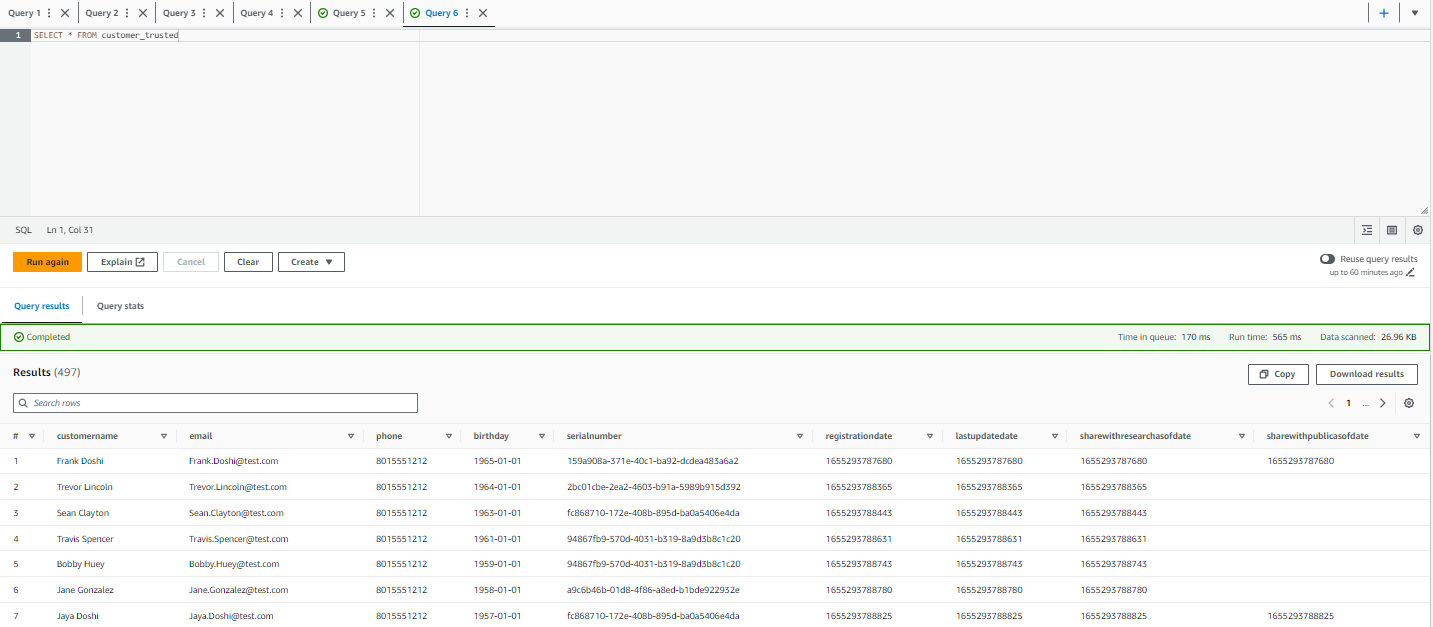 Query 1 Query 2 Query 3 Query 4 Query 5 Query 6
1 SELECT * FROM customer_trusted
SQL Ln 1, Col 31
Run again Explain Cancel Clear Create Reuse query results
up to 60 minutes ago
Query results Query stats
Completed Time in queue: 170 ms Run time: 565 ms Data scanned: 26.96 KB
Results (497) Copy Download results
Search rows 1 ...
# customername email phone birthday serialnumber registrationdate lastupdatedate sharewithresearchasofdate sharewithpublicasofdate
1 Frank Doshi Frank.Doshi@test.com 8015551212 1965-01-01 159a908a-371e-40c1-ba92-dcdea483a6a2 1655293787680 1655293787680 1655293787680 1655293787680
2 Trevor Lincoln Trevor.Lincoln@test.com 8015551212 1964-01-01 2bc01cbe-2ea2-4603-b91a-5989b915d392 1655293788365 1655293788365 1655293788365
3 Sean Clayton Sean.Clayton@test.com 8015551212 1963-01-01 fc868710-172e-408b-895d-ba0a5406e4da 1655293788443 1655293788443 1655293788443
4 Travis Spencer Travis.Spencer@test.com 8015551212 1961-01-01 94867fb9-570d-4031-b319-8a9d3b8c1c20 1655293788631 1655293788631 1655293788631
5 Bobby Huey Bobby.Huey@test.com 8015551212 1959-01-01 94867fb9-570d-4031-b319-8a9d3b8c1c20 1655293788743 1655293788743 1655293788743
6 Jane Gonzalez Jane.Gonzalez@test.com 8015551212 1958-01-01 a9c6b46b-01d8-4f86-a8ed-b1bde922932e 1655293788780 1655293788780 1655293788780
7 Jaya Doshi Jaya.Doshi@test.com 8015551212 1957-01-01 fc868710-172e-408b-895d-ba0a5406e4da 1655293788825 1655293788825 1655293788825 1655293788825